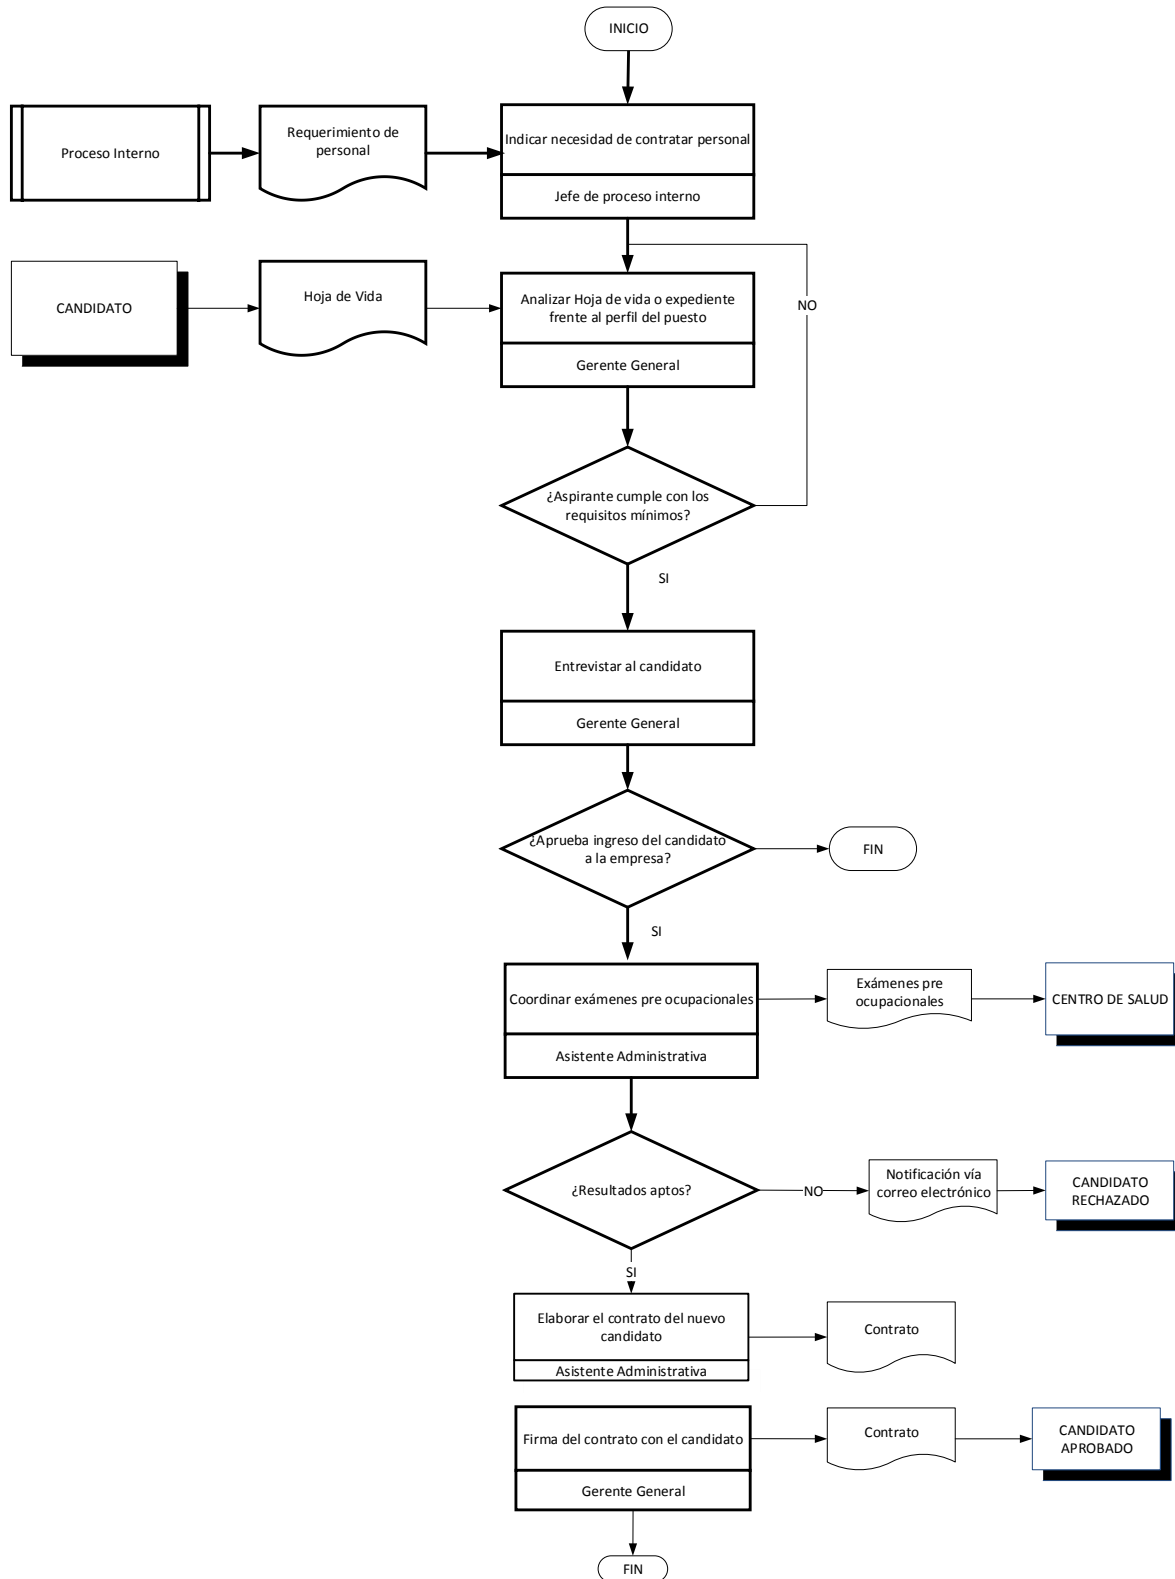 INICIO
Proceso Interno
Requerimiento de
personal
Indicar necesidad de contratar personal
Jefe de proceso interno
CANDIDATO
Hoja de Vida
Analizar Hoja de vida o expediente
frente al perfil del puesto
NO
Gerente General
¿Aspirante cumple con los
requisitos mínimos?
SI
Entrevistar al candidato
Gerente General
¿Aprueba ingreso del candidato
a la empresa?
FIN
SI
Coordinar exámenes pre ocupacionales
Exámenes pre
ocupacionales
CENTRO DE SALUD
Asistente Administrativa
¿Resultados aptos?
NO
Notificación vía
correo electrónico
CANDIDATO
RECHAZADO
SI
Elaborar el contrato del nuevo
candidato
Contrato
Asistente Administrativa
Firma del contrato con el candidato
Contrato
CANDIDATO
APROBADO
Gerente General
FIN